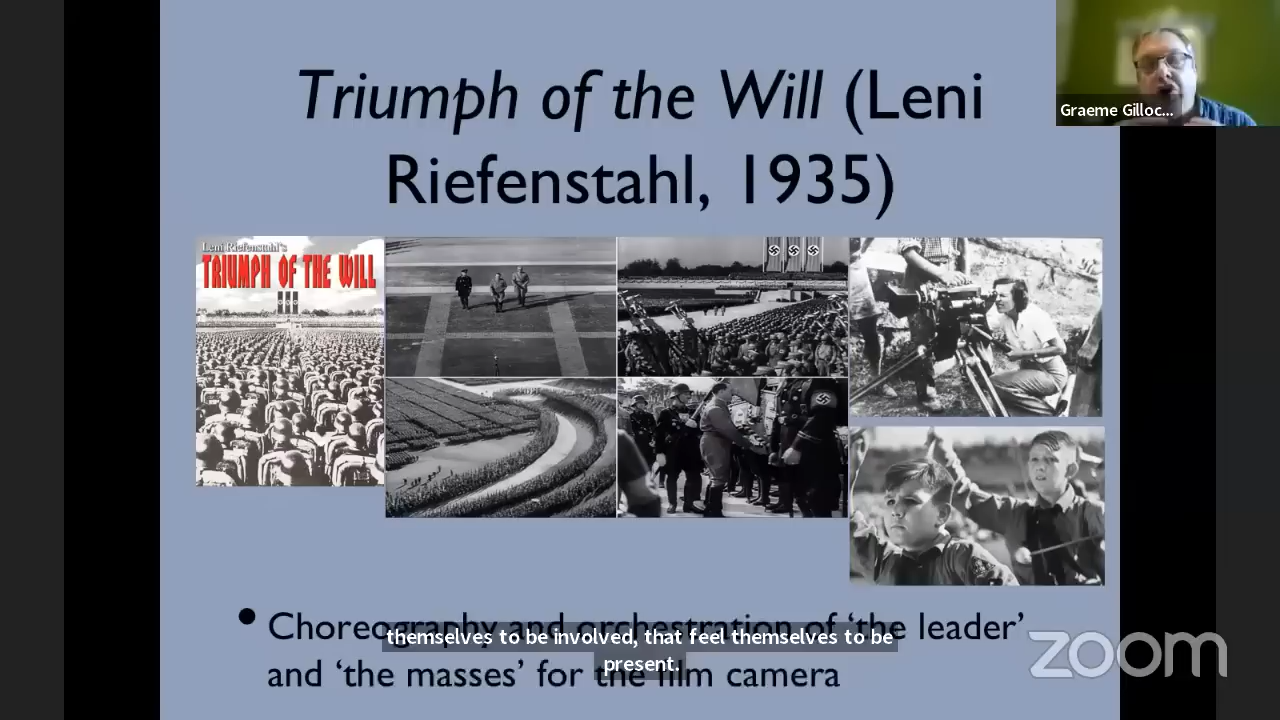 Triumph of the Will (Leni
Riefenstahl, 1935)
Graeme Gilloc...
Leni Riefenstahl's
TRIUMPH OF THE WILL
• Choreography and orchestration of ‘the leader’
and ‘the masses’ for the film camera
themselves to be involved, that feel themselves to be
present.
zoom